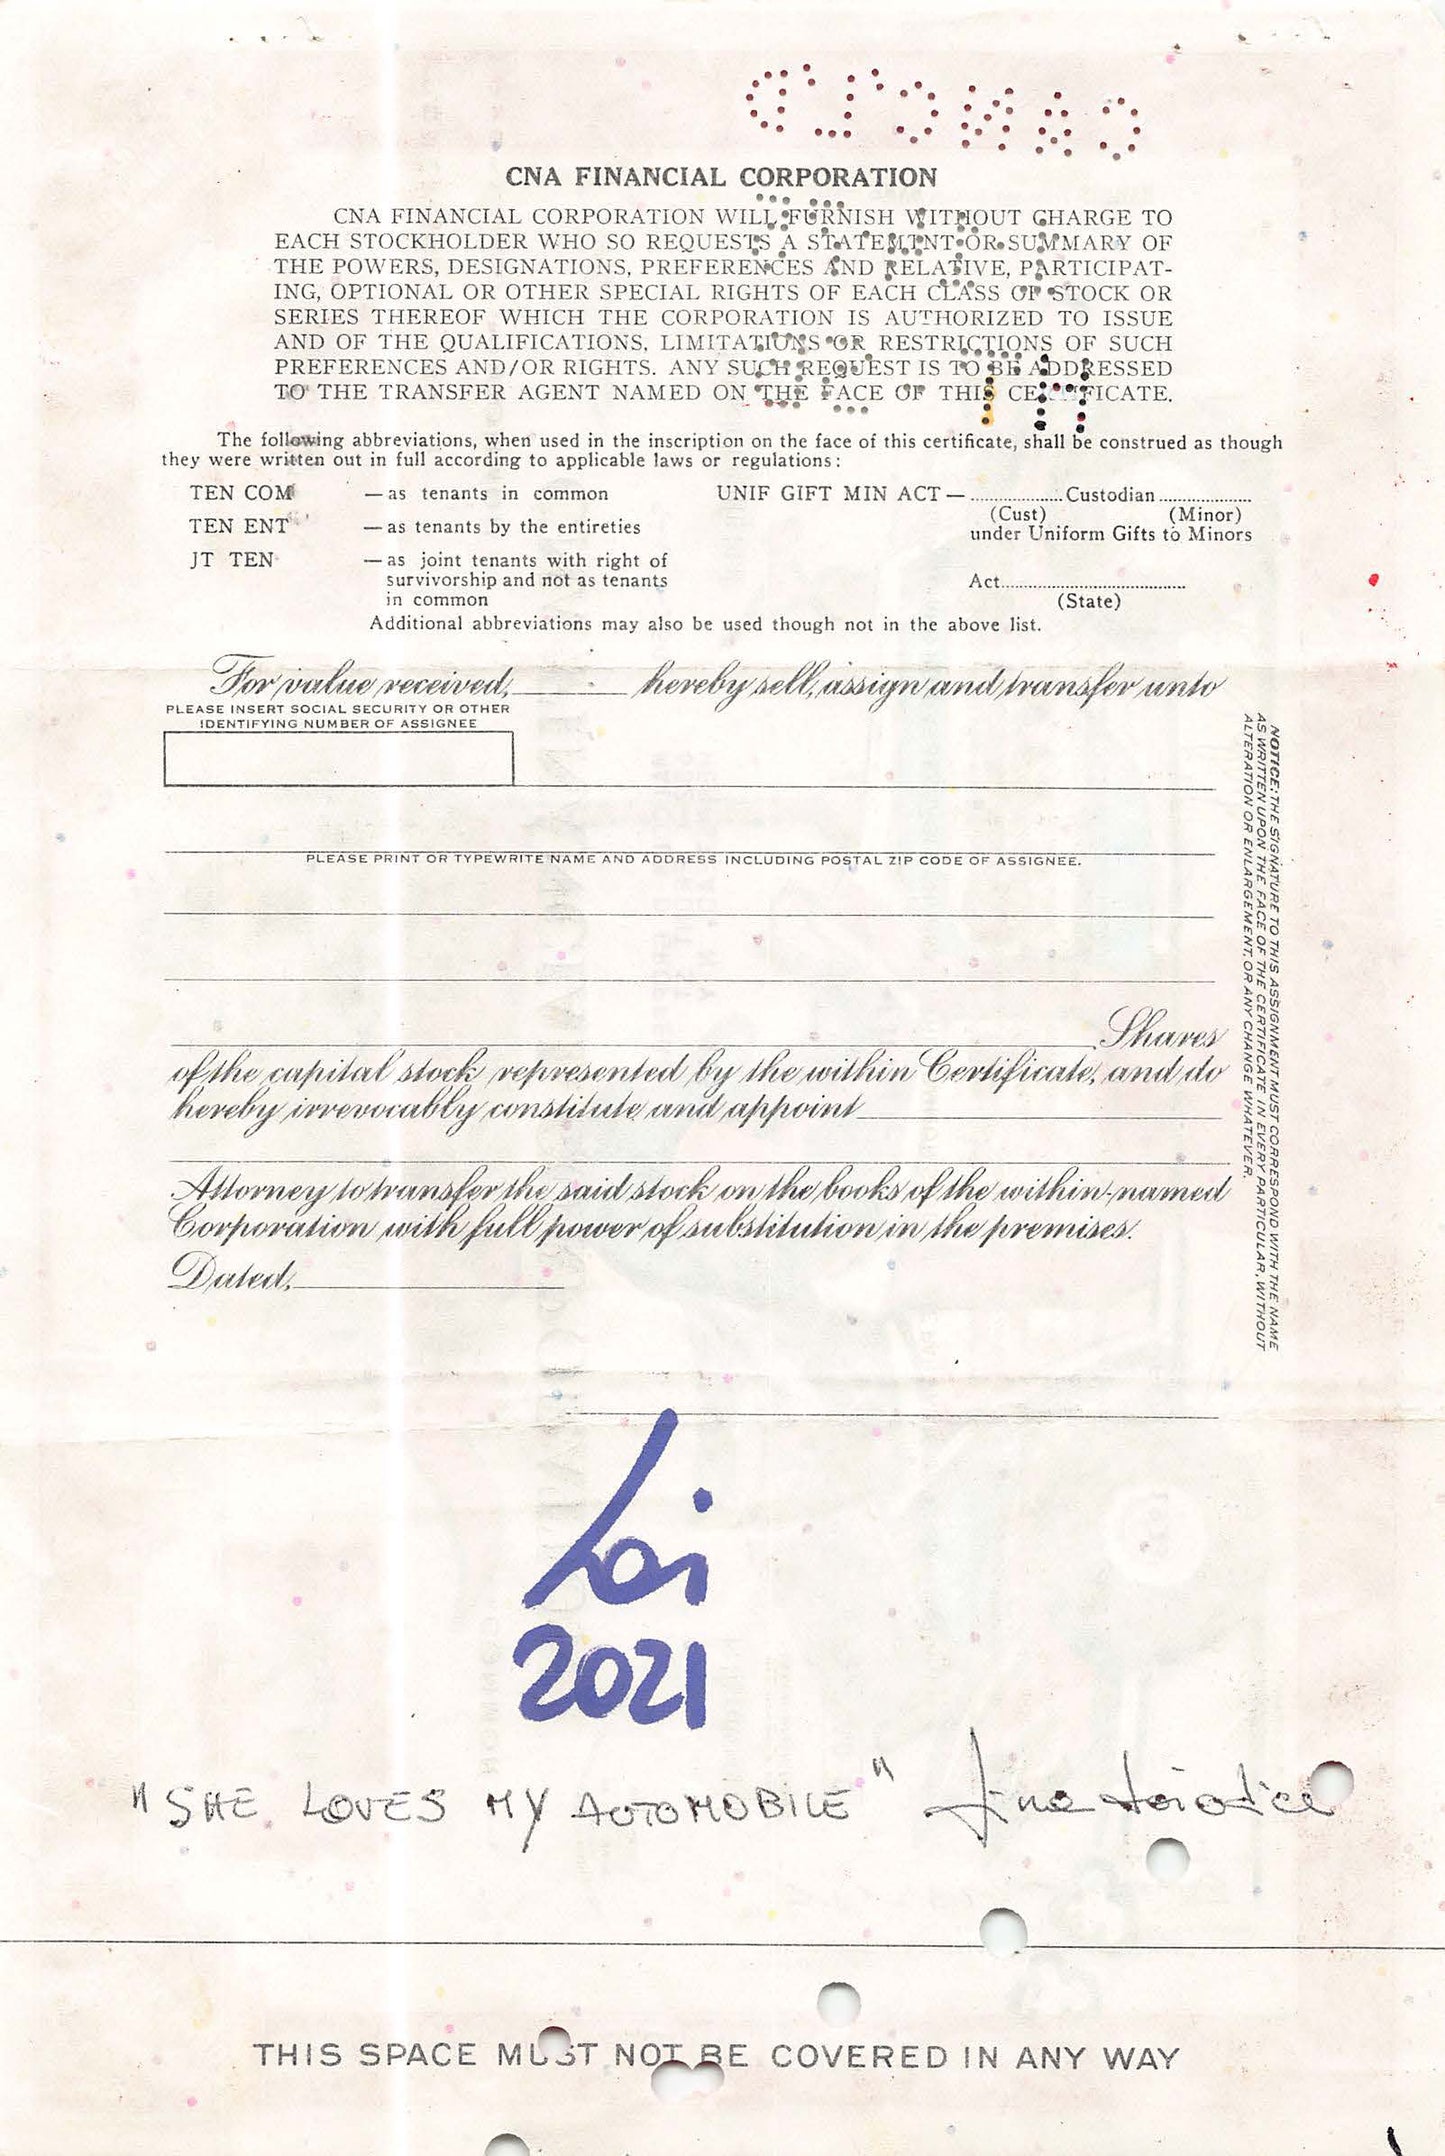 CNA FINANCIAL CORPORATION
CNA FINANCIAL CORPORATION WILL FURNISH WITHOUT CHARGE TO
EACH STOCKHOLDER WHO SO REQUESTS A STATEMENT OR SUMMARY OF
THE POWERS, DESIGNATIONS, PREFERENCES AND RELATIVE, PARTICIPAT-
ING, OPTIONAL OR OTHER SPECIAL RIGHTS OF EACH CLASS OF STOCK OR
SERIES THEREOF WHICH THE CORPORATION IS AUTHORIZED TO ISSUE
AND OF THE QUALIFICATIONS, LIMITATIONS OR RESTRICTIONS OF SUCH
PREFERENCES AND/OR RIGHTS. ANY SUCH REQUEST IS TO BE ADDRESSED
TO THE TRANSFER AGENT NAMED ON THE FACE OF THIS CERTIFICATE.
The following abbreviations, when used in the inscription on the face of this certificate, shall be construed as though
they were written out in full according to applicable laws or regulations:
TEN COM — as tenants in common UNIF GIFT MIN ACT — ....................Custodian....................
(Cust) (Minor)
TEN ENT — as tenants by the entireties under Uniform Gifts to Minors
JT TEN — as joint tenants with right of
survivorship and not as tenants Act........................................
in common (State)
Additional abbreviations may also be used though not in the above list.
For value received, ________ hereby sell, assign and transfer unto
PLEASE INSERT SOCIAL SECURITY OR OTHER
IDENTIFYING NUMBER OF ASSIGNEE
PLEASE PRINT OR TYPEWRITE NAME AND ADDRESS INCLUDING POSTAL ZIP CODE OF ASSIGNEE.
Shares
of the capital stock represented by the within Certificate, and do
hereby irrevocably constitute and appoint
Attorney to transfer the said stock on the books of the within-named
Corporation with full power of substitution in the premises.
Dated,
NOTICE: THE SIGNATURE TO THIS ASSIGNMENT MUST CORRESPOND WITH THE NAME
AS WRITTEN UPON THE FACE OF THE CERTIFICATE IN EVERY PARTICULAR, WITHOUT
ALTERATION OR ENLARGEMENT, OR ANY CHANGE WHATEVER.
Loi
2021
"SHE LOVES MY AUTOMOBILE"
THIS SPACE MUST NOT BE COVERED IN ANY WAY